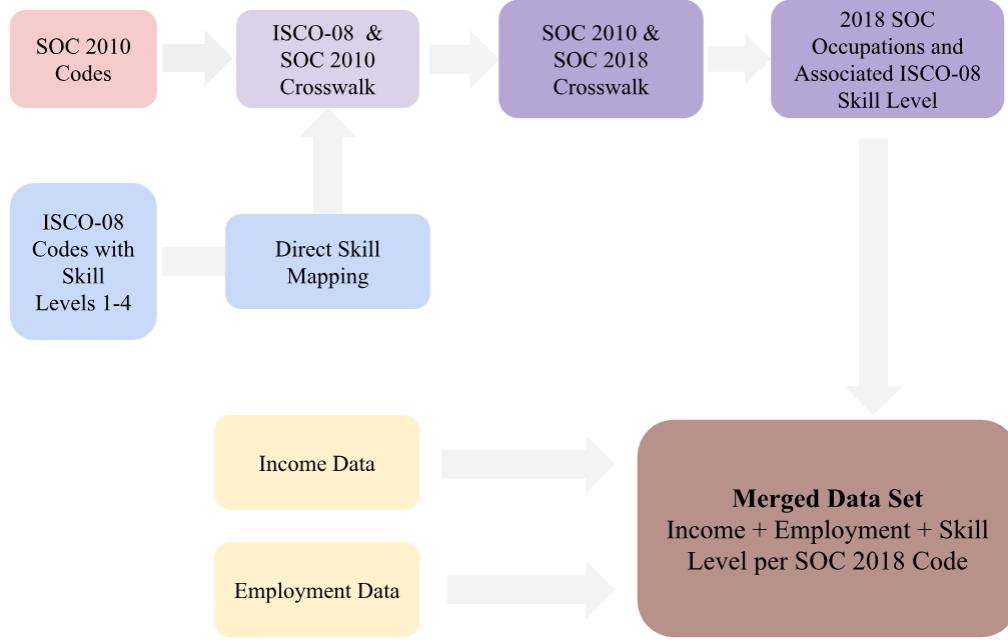 SOC 2010
Codes
ISCO-08 &
SOC 2010
Crosswalk
SOC 2010 &
SOC 2018
Crosswalk
2018 SOC
Occupations and
Associated ISCO-08
Skill Level
ISCO-08
Codes with
Skill
Levels 1-4
Direct Skill
Mapping
Income Data
Employment Data
Merged Data Set
Income + Employment + Skill
Level per SOC 2018 Code